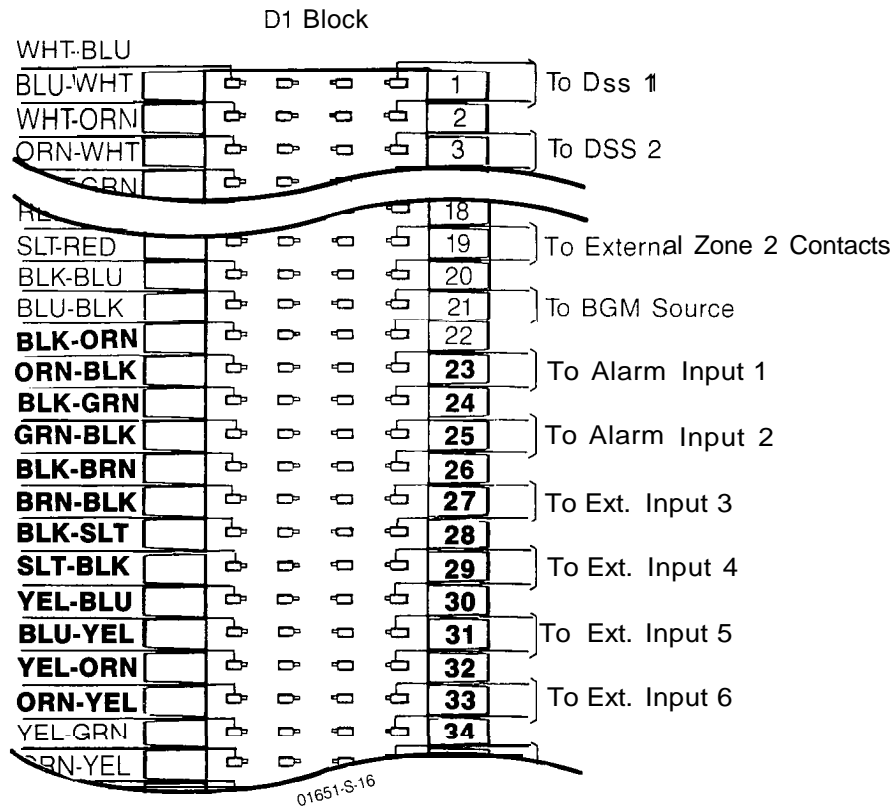 D1 Block
WHT-BLU
BLU-WHT 1 To Dss 1
WHT-ORN 2
ORN-WHT 3 To DSS 2
18
SLT-RED 19 To External Zone 2 Contacts
BLK-BLU 20
BLU-BLK 21 To BGM Source
BLK-ORN 22
ORN-BLK 23 To Alarm Input 1
BLK-GRN 24
GRN-BLK 25 To Alarm Input 2
BLK-BRN 26
BRN-BLK 27 To Ext. Input 3
BLK-SLT 28
SLT-BLK 29 To Ext. Input 4
YEL-BLU 30
BLU-YEL 31 To Ext. Input 5
YEL-ORN 32
ORN-YEL 33 To Ext. Input 6
YEL-GRN 34
GRN-YEL
01651-S-16